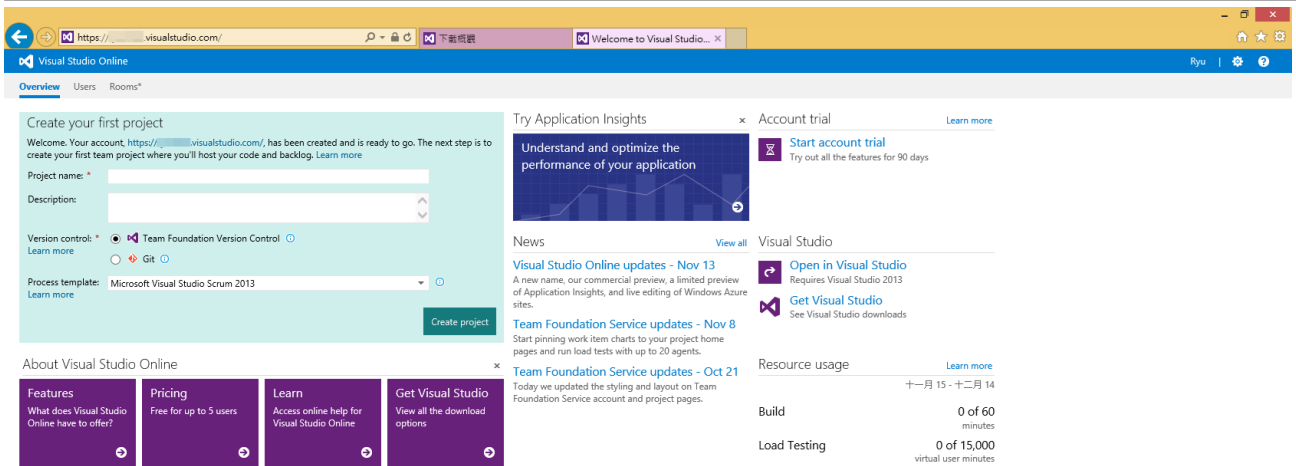 https://        .visualstudio.com/
下載概觀
Welcome to Visual Studio...
Visual Studio Online
Ryu
Overview
Users
Rooms*
Create your first project
Welcome. Your account, https://        .visualstudio.com/, has been created and is ready to go. The next step is to
create your first team project where you'll host your code and backlog. Learn more
Project name: *
Description:
Version control: *
Learn more
Team Foundation Version Control
Git
Process template:
Learn more
Microsoft Visual Studio Scrum 2013
Create project
About Visual Studio Online
Features
What does Visual Studio
Online have to offer?
Pricing
Free for up to 5 users
Learn
Access online help for
Visual Studio Online
Get Visual Studio
View all the download
options
Try Application Insights
Understand and optimize the
performance of your application
News
View all
Visual Studio Online updates - Nov 13
A new name, our commercial preview, a limited preview
of Application Insights, and live editing of Windows Azure
sites.
Team Foundation Service updates - Nov 8
Start pinning work item charts to your project home
pages and run load tests with up to 20 agents.
Team Foundation Service updates - Oct 21
Today we updated the styling and layout on Team
Foundation Service account and project pages.
Account trial
Learn more
Start account trial
Try out all the features for 90 days
Visual Studio
Open in Visual Studio
Requires Visual Studio 2013
Get Visual Studio
See Visual Studio downloads
Resource usage
Learn more
十一月 15 - 十二月 14
Build
0 of 60
minutes
Load Testing
0 of 15,000
virtual user minutes